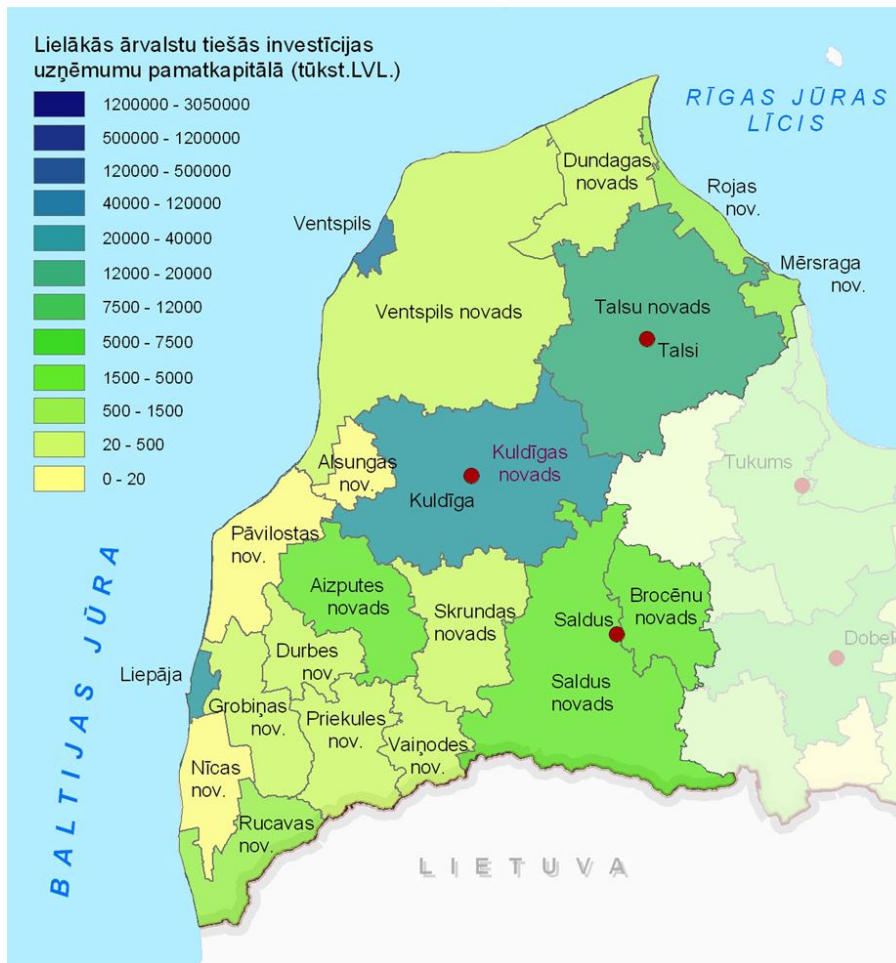 Lielākās ārvalstu tiešās investīcijas
uzņēmumu pamatkapitālā (tūkst.LVL.)
1200000 - 3050000
500000 - 1200000
120000 - 500000
40000 - 120000
20000 - 40000
12000 - 20000
7500 - 12000
5000 - 7500
1500 - 5000
500 - 1500
20 - 500
0 - 20
RĪGAS JŪRAS
LĪCIS
Dundagas
novads
Rojas
nov.
Ventspils
Mērsraga
nov.
Ventspils novads
Talsu novads
Talsi
Alsungas
nov.
Kuldīgas
novads
Kuldīga
Tukums
Pāvilostas
nov.
Aizputes
novads
Skrundas
novads
Brocēnu
novads
Saldus
Durbes
nov.
Dobele
Liepāja
Grobiņas
nov.
Priekules
nov.
Saldus
novads
Vaiņodes
nov.
Nīcas
nov.
Rucavas
nov.
BALTIJAS JŪRA
LIETUVA